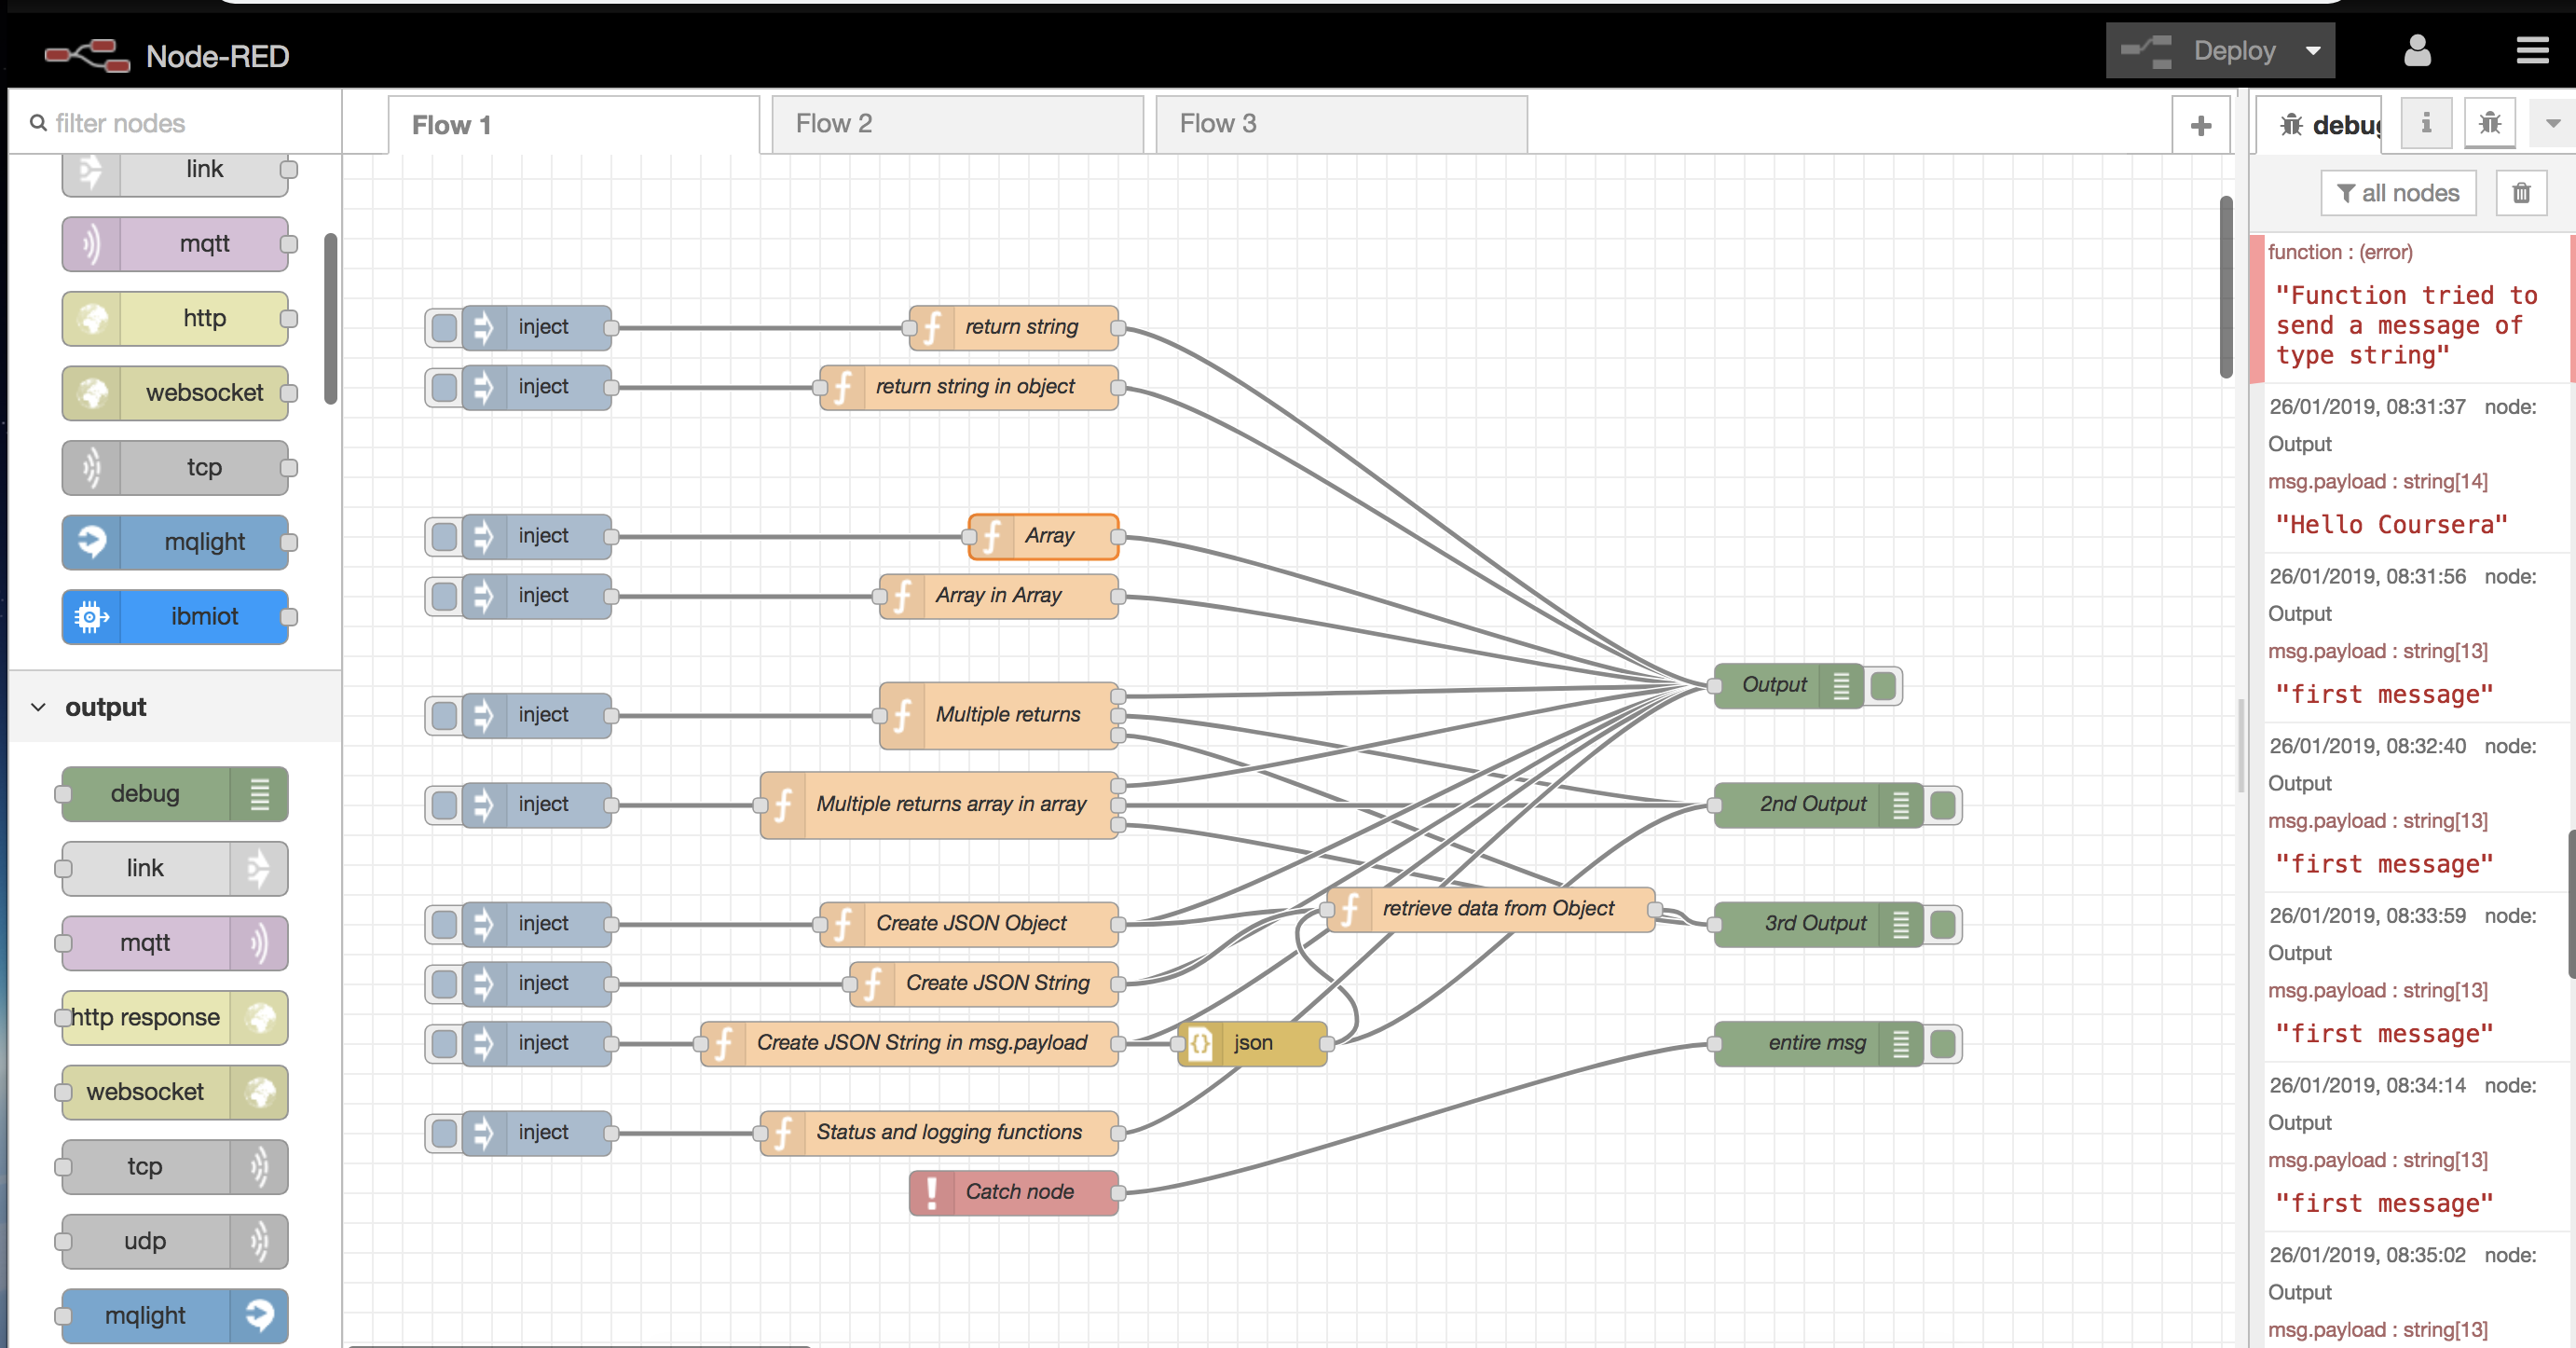 Node-RED
Deploy
filter nodes
link
mqtt
http
websocket
tcp
mqlight
ibmiot
output
debug
link
mqtt
http response
websocket
tcp
udp
mqlight
Flow 1
Flow 2
Flow 3
inject
return string
inject
return string in object
inject
Array
inject
Array in Array
inject
Multiple returns
inject
Multiple returns array in array
inject
Create JSON Object
inject
Create JSON String
inject
Create JSON String in msg.payload
json
inject
Status and logging functions
Catch node
retrieve data from Object
Output
2nd Output
3rd Output
entire msg
debug
i
all nodes
function : (error)
"Function tried to
send a message of
type string"
26/01/2019, 08:31:37 node:
Output
msg.payload : string[14]
"Hello Coursera"
26/01/2019, 08:31:56 node:
Output
msg.payload : string[13]
"first message"
26/01/2019, 08:32:40 node:
Output
msg.payload : string[13]
"first message"
26/01/2019, 08:33:59 node:
Output
msg.payload : string[13]
"first message"
26/01/2019, 08:34:14 node:
Output
msg.payload : string[13]
"first message"
26/01/2019, 08:35:02 node:
Output
msg.payload : string[13]